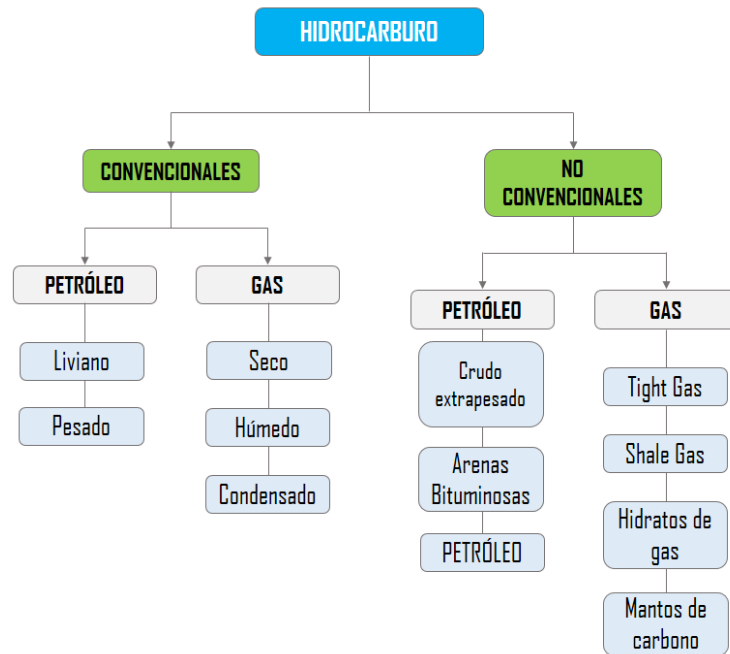 HIDROCARBURO
CONVENCIONALES
PETRÓLEO
Liviano
Pesado
GAS
Seco
Húmedo
Condensado
NO
CONVENCIONALES
PETRÓLEO
Crudo
extrapesado
Arenas
Bituminosas
PETRÓLEO
GAS
Tight Gas
Shale Gas
Hidratos de
gas
Mantos de
carbono